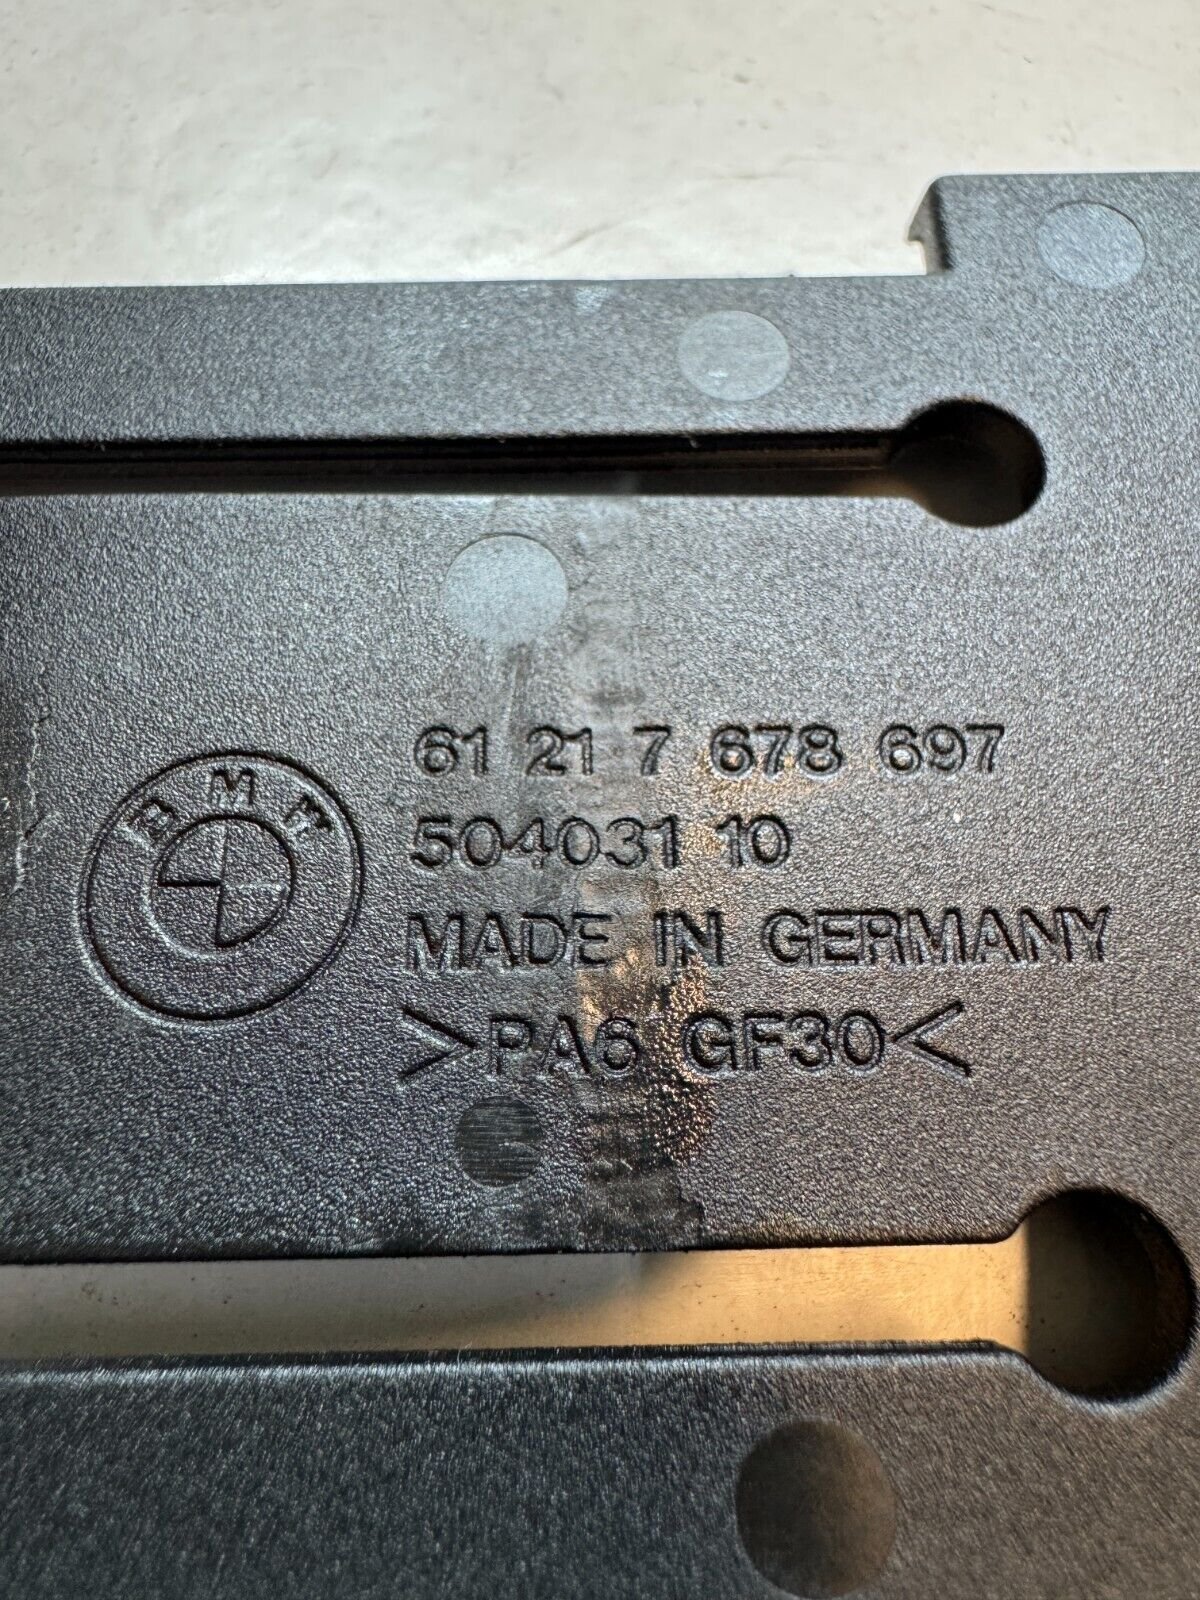 BMW
61 21 7 678 697
504031 10
MADE IN GERMANY
>PA6 GF30<